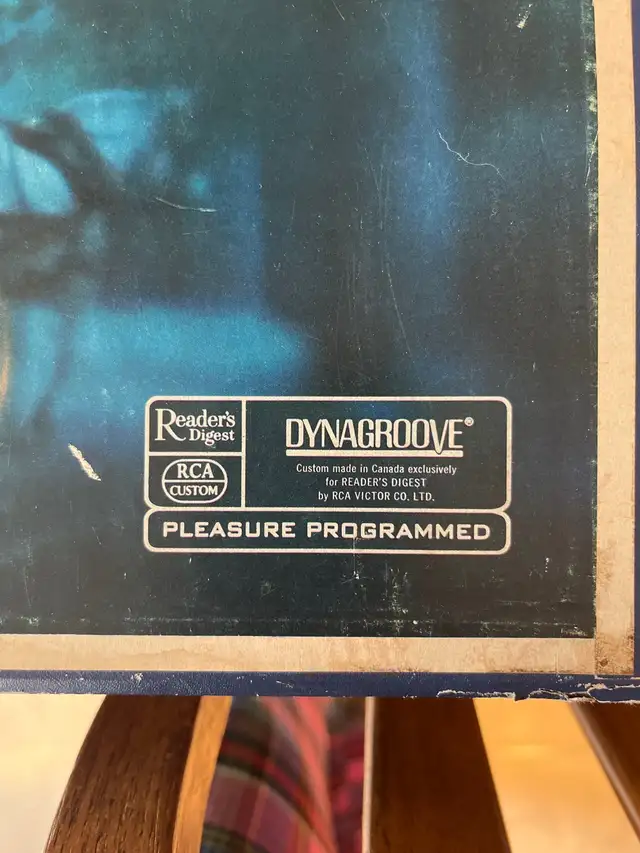 Reader's
Digest
RCA
CUSTOM
DYNAGROOVE®
Custom made in Canada exclusively
for READER'S DIGEST
by RCA VICTOR CO. LTD.
PLEASURE PROGRAMMED